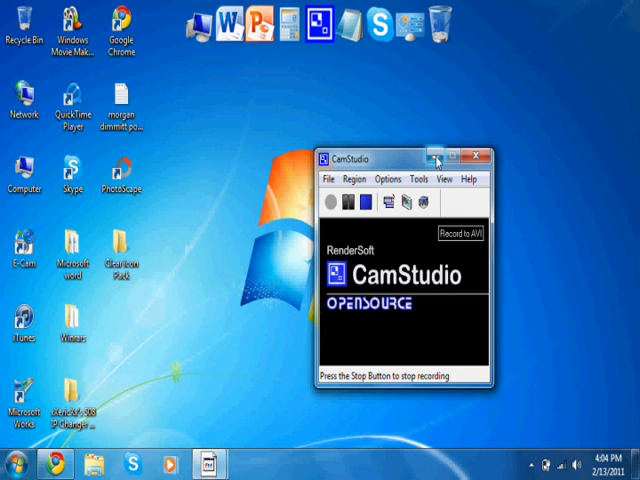 Recycle Bin
Windows
Movie Mak...
Google
Chrome
Network
QuickTime
Player
morgan
dimmitt po...
Computer
Skype
PhotoScape
E-Cam
Microsoft
word
Clear icon
Pack
iTunes
Winrars
Microsoft
Works
IP Changer ...
CamStudio
File Region Options Tools View Help
Record to AVI
RenderSoft
CamStudio
OPENSOURCE
Press the Stop Button to stop recording
4:04 PM
2/13/2011